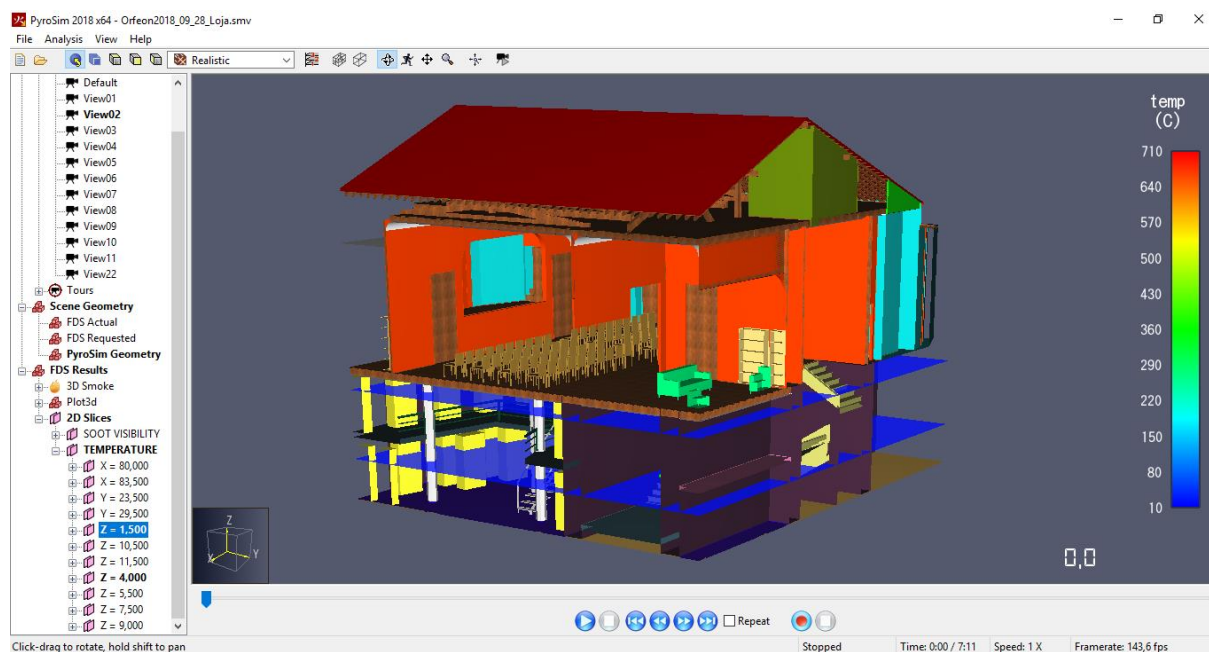 PyroSim 2018 x64 - Orfeon2018_09_28_Loja.smv
File Analysis View Help
Realistic
Default
View01
View02
View03
View04
View05
View06
View07
View08
View09
View10
View11
View22
Tours
Scene Geometry
FDS Actual
FDS Requested
PyroSim Geometry
FDS Results
3D Smoke
Plot3d
2D Slices
SOOT VISIBILITY
TEMPERATURE
X = 80,000
X = 83,500
Y = 23,500
Y = 29,500
Z = 1,500
Z = 10,500
Z = 11,500
Z = 4,000
Z = 5,500
Z = 7,500
Z = 9,000
temp
(C)
710
640
570
500
430
360
290
220
150
80
10
0,0
Z
X
Y
Repeat
Click-drag to rotate, hold shift to pan
Stopped
Time: 0:00 / 7:11
Speed: 1 X
Framerate: 143,6 fps